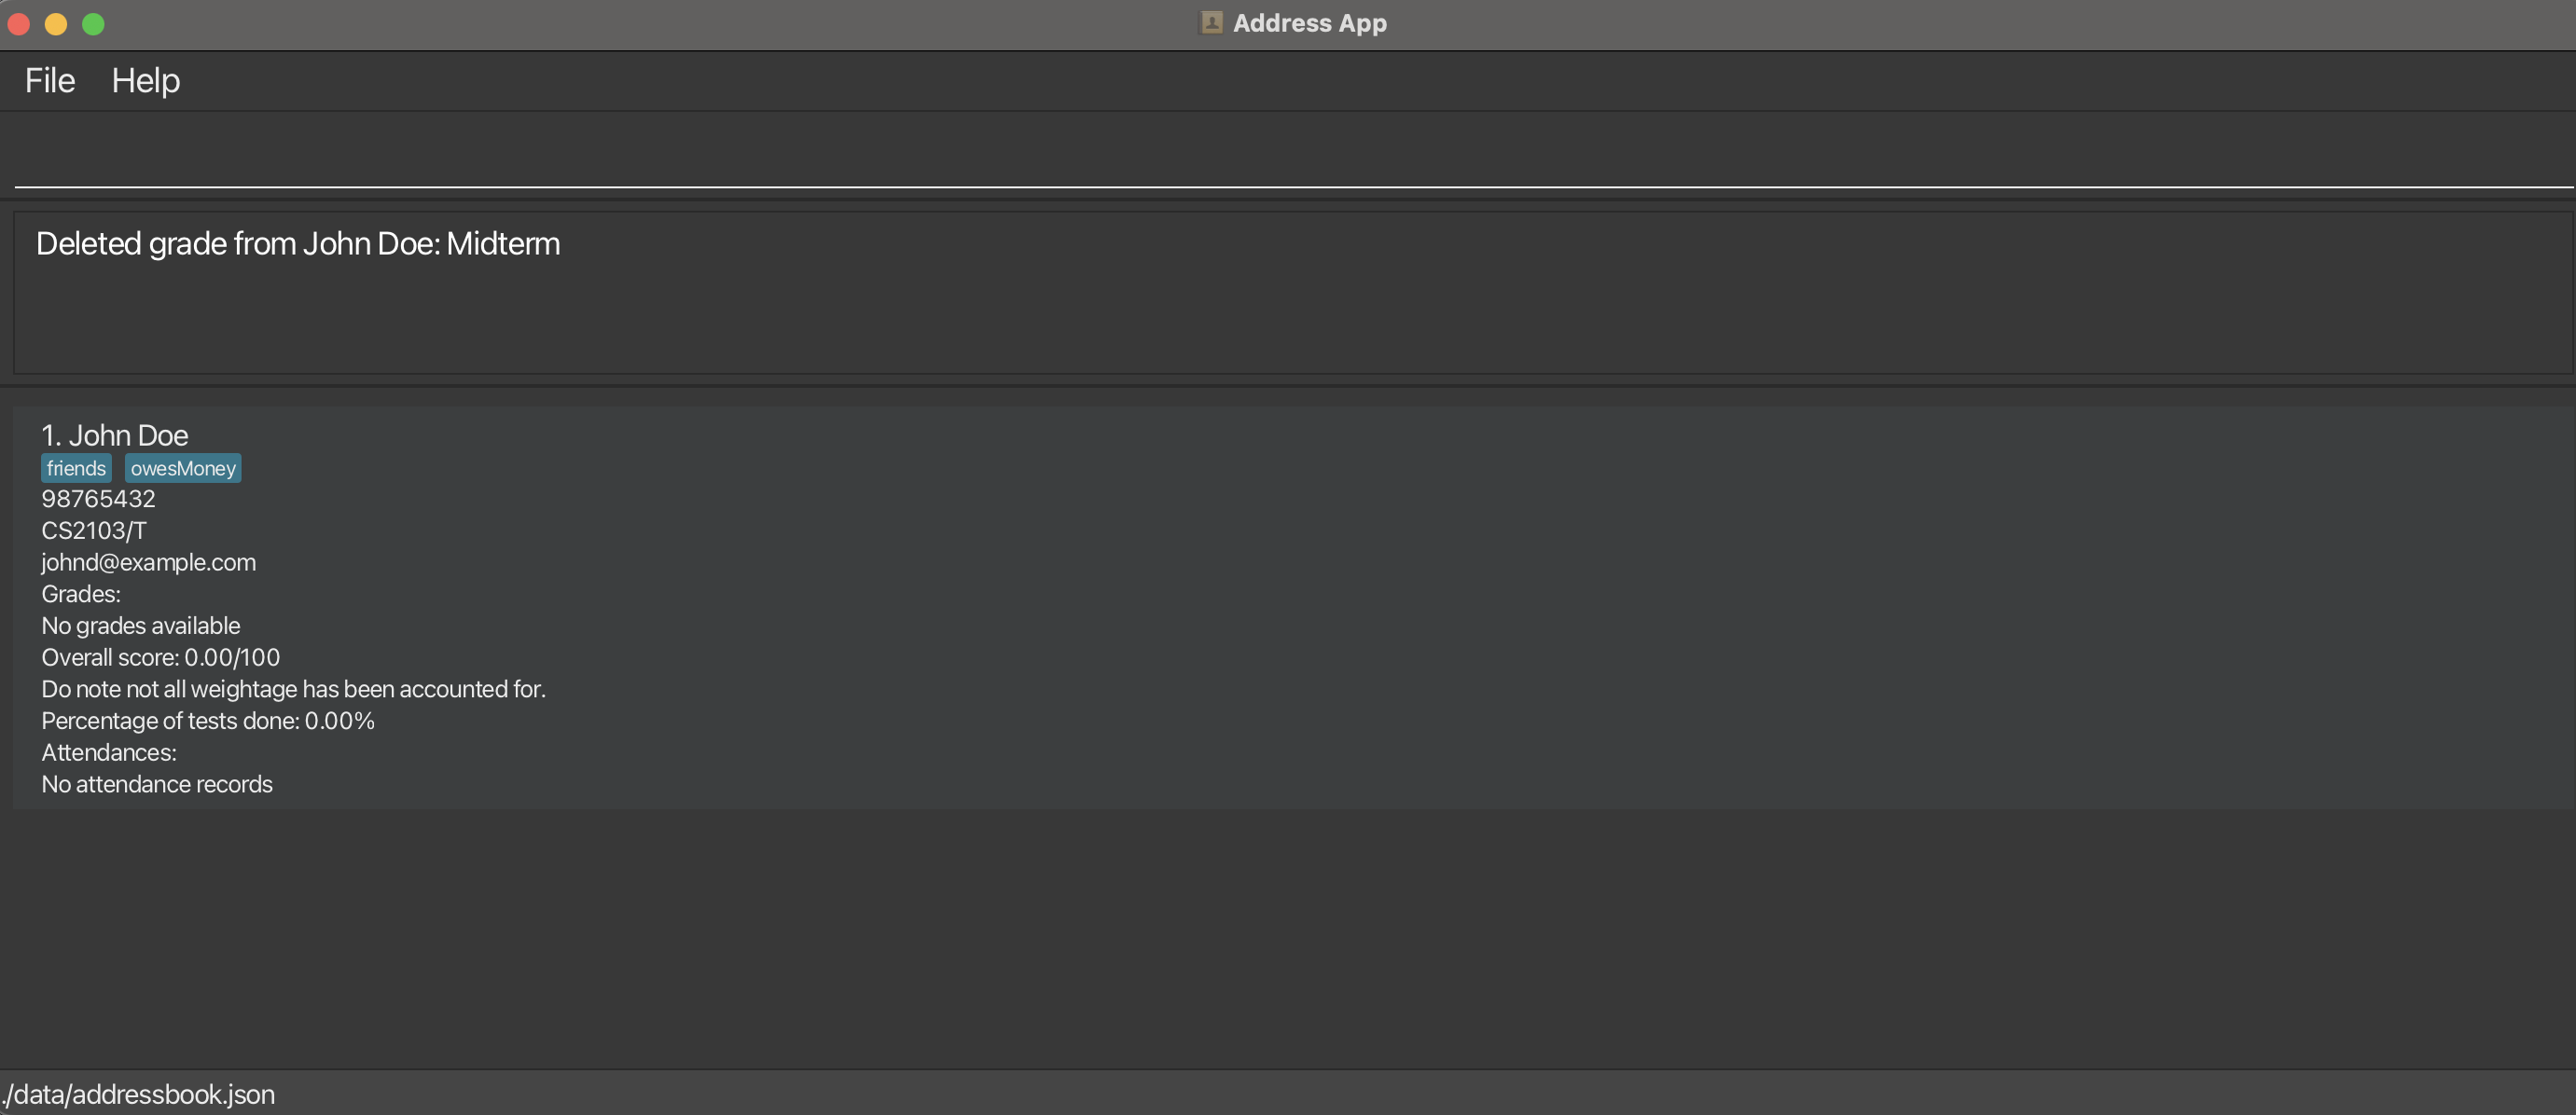 Address App
File Help
Deleted grade from John Doe: Midterm
1. John Doe
friends owesMoney
98765432
CS2103/T
johnd@example.com
Grades:
No grades available
Overall score: 0.00/100
Do note not all weightage has been accounted for.
Percentage of tests done: 0.00%
Attendances:
No attendance records
./data/addressbook.json